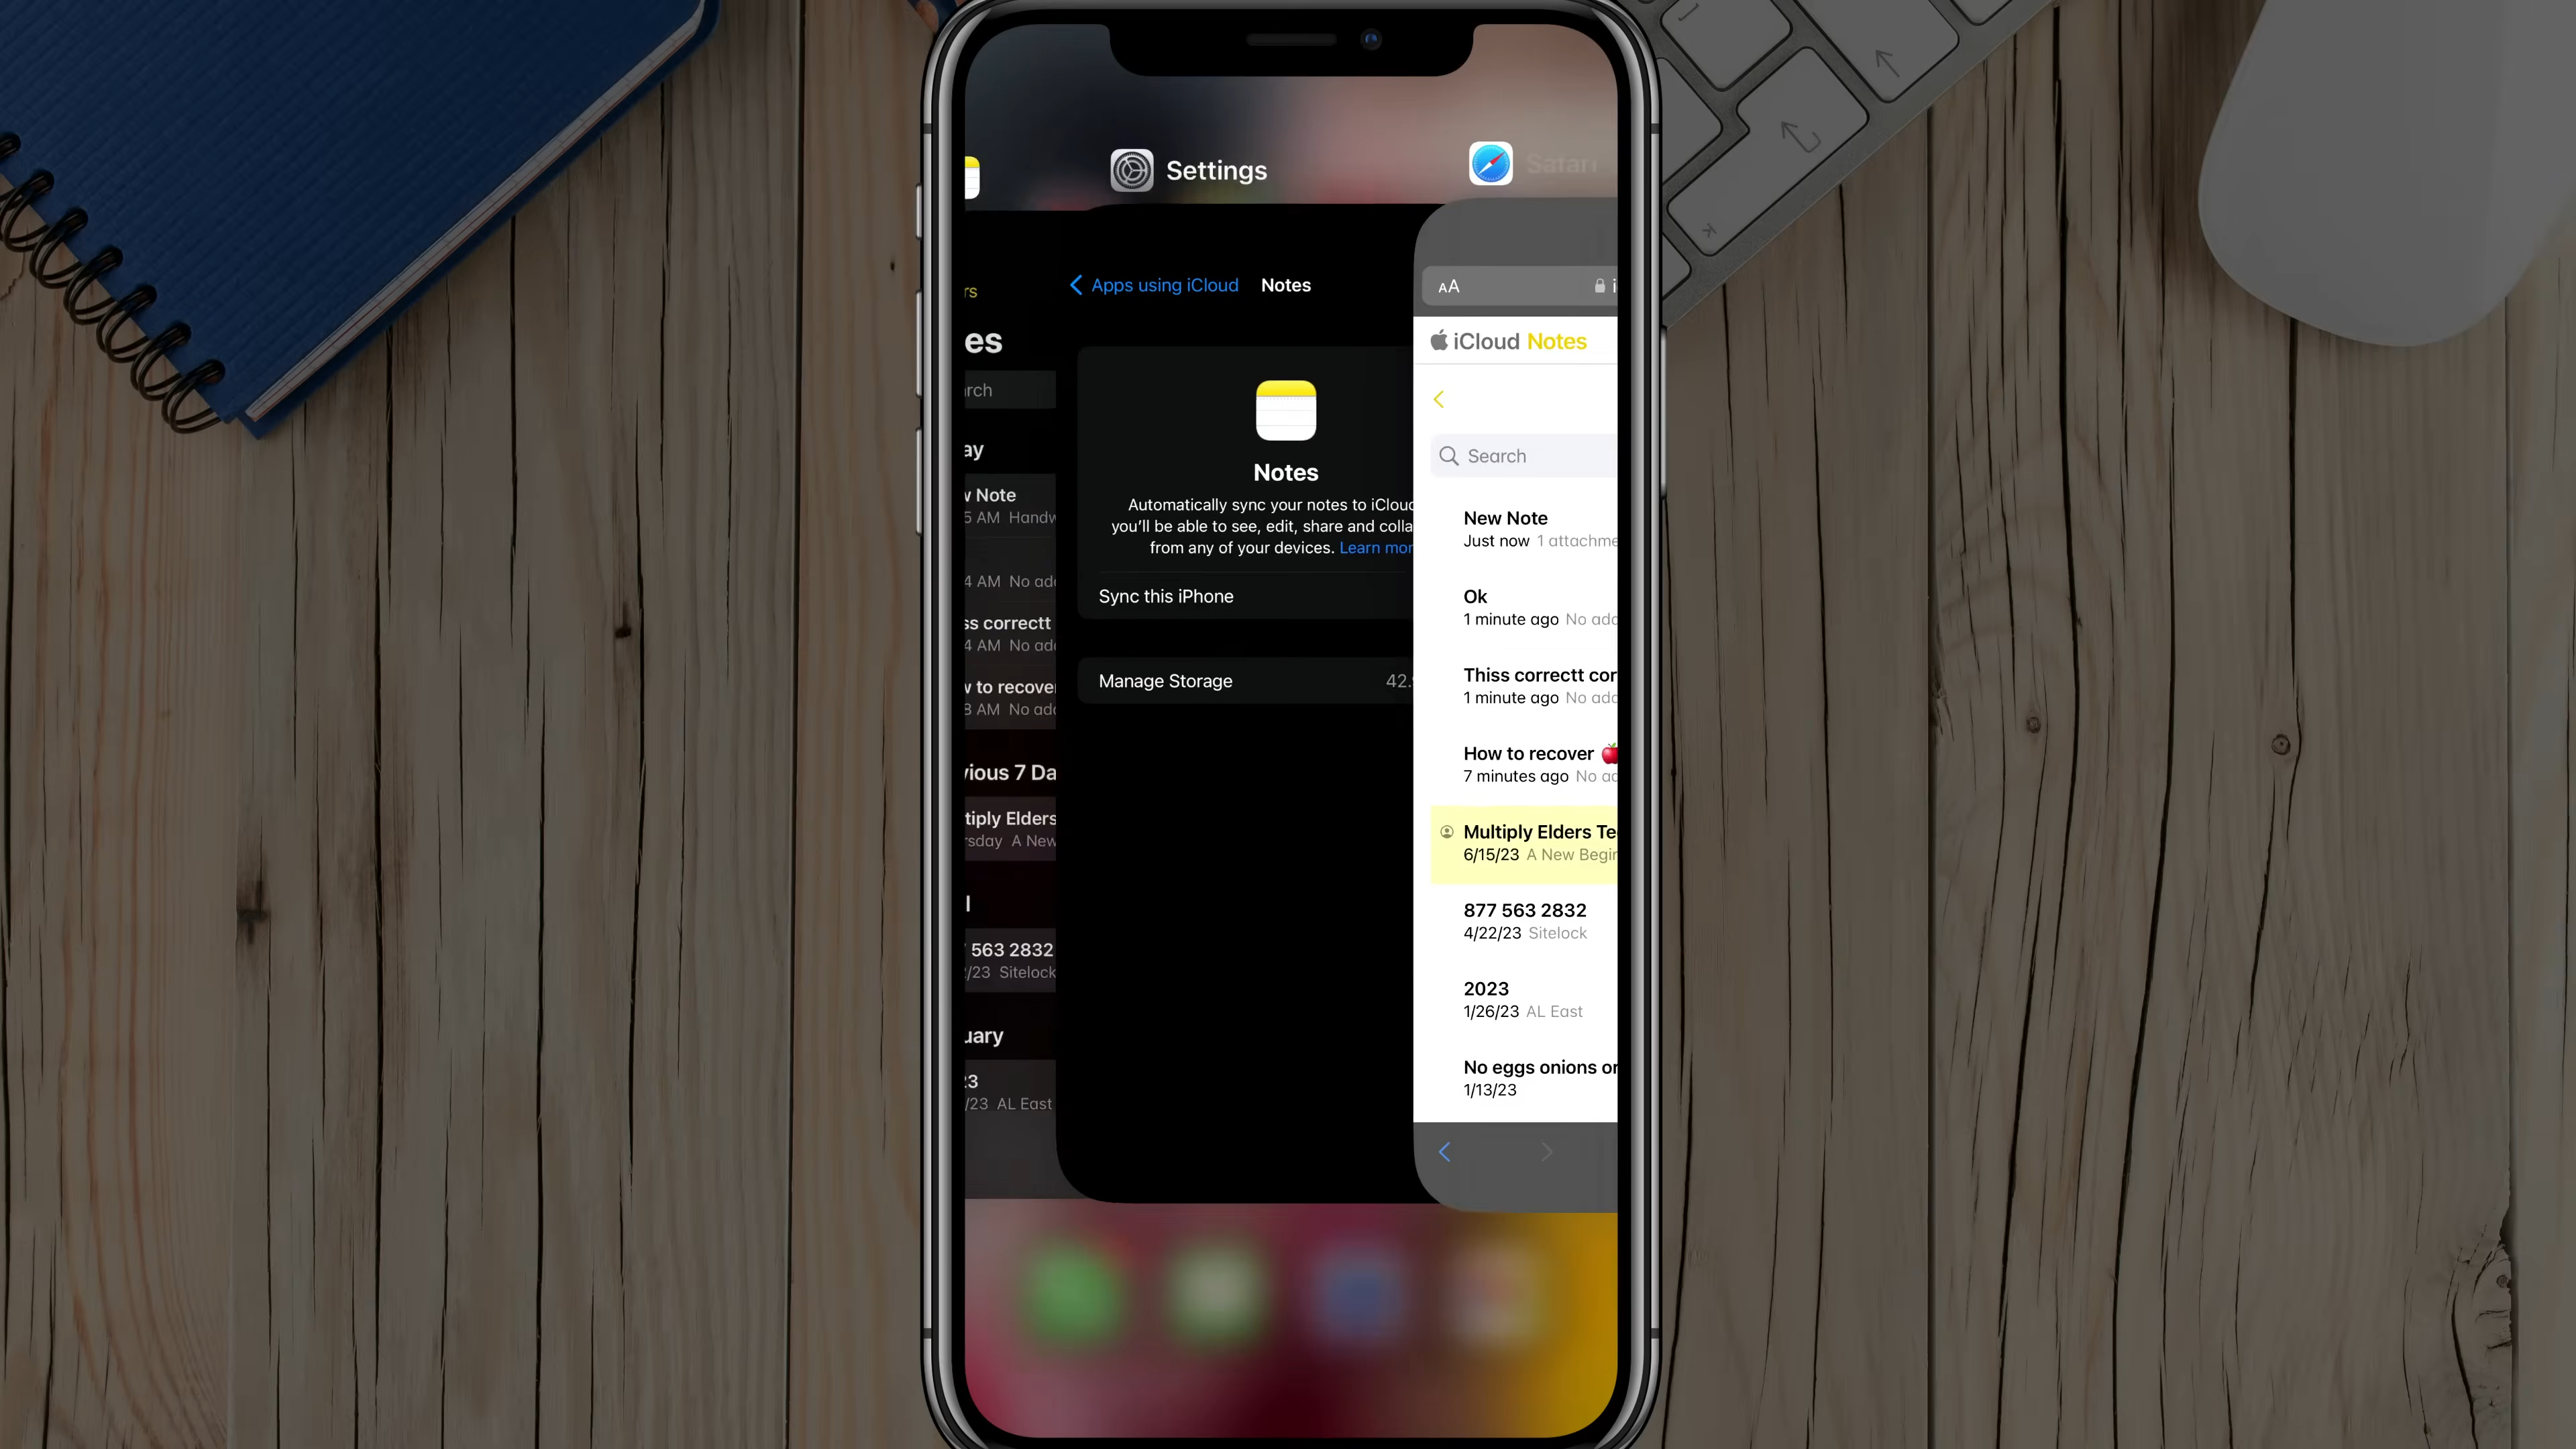 Settings
Safari
rs
es
rch
ay
v Note
5 AM Handw
4 AM No add
ss correctt
4 AM No add
v to recover
8 AM No add
vious 7 Da
tiply Elders
rsday A New
l
563 2832
/23 Sitelock
uary
23
/23 AL East
Apps using iCloud
Notes
Notes
Automatically sync your notes to iCloud
you'll be able to see, edit, share and colla
from any of your devices. Learn mor
Sync this iPhone
Manage Storage 42.
AA
iCloud Notes
Search
New Note
Just now 1 attachme
Ok
1 minute ago No add
Thiss correctt cor
1 minute ago No add
How to recover 🍎
7 minutes ago No ad
Multiply Elders Te
6/15/23 A New Begin
877 563 2832
4/22/23 Sitelock
2023
1/26/23 AL East
No eggs onions or
1/13/23